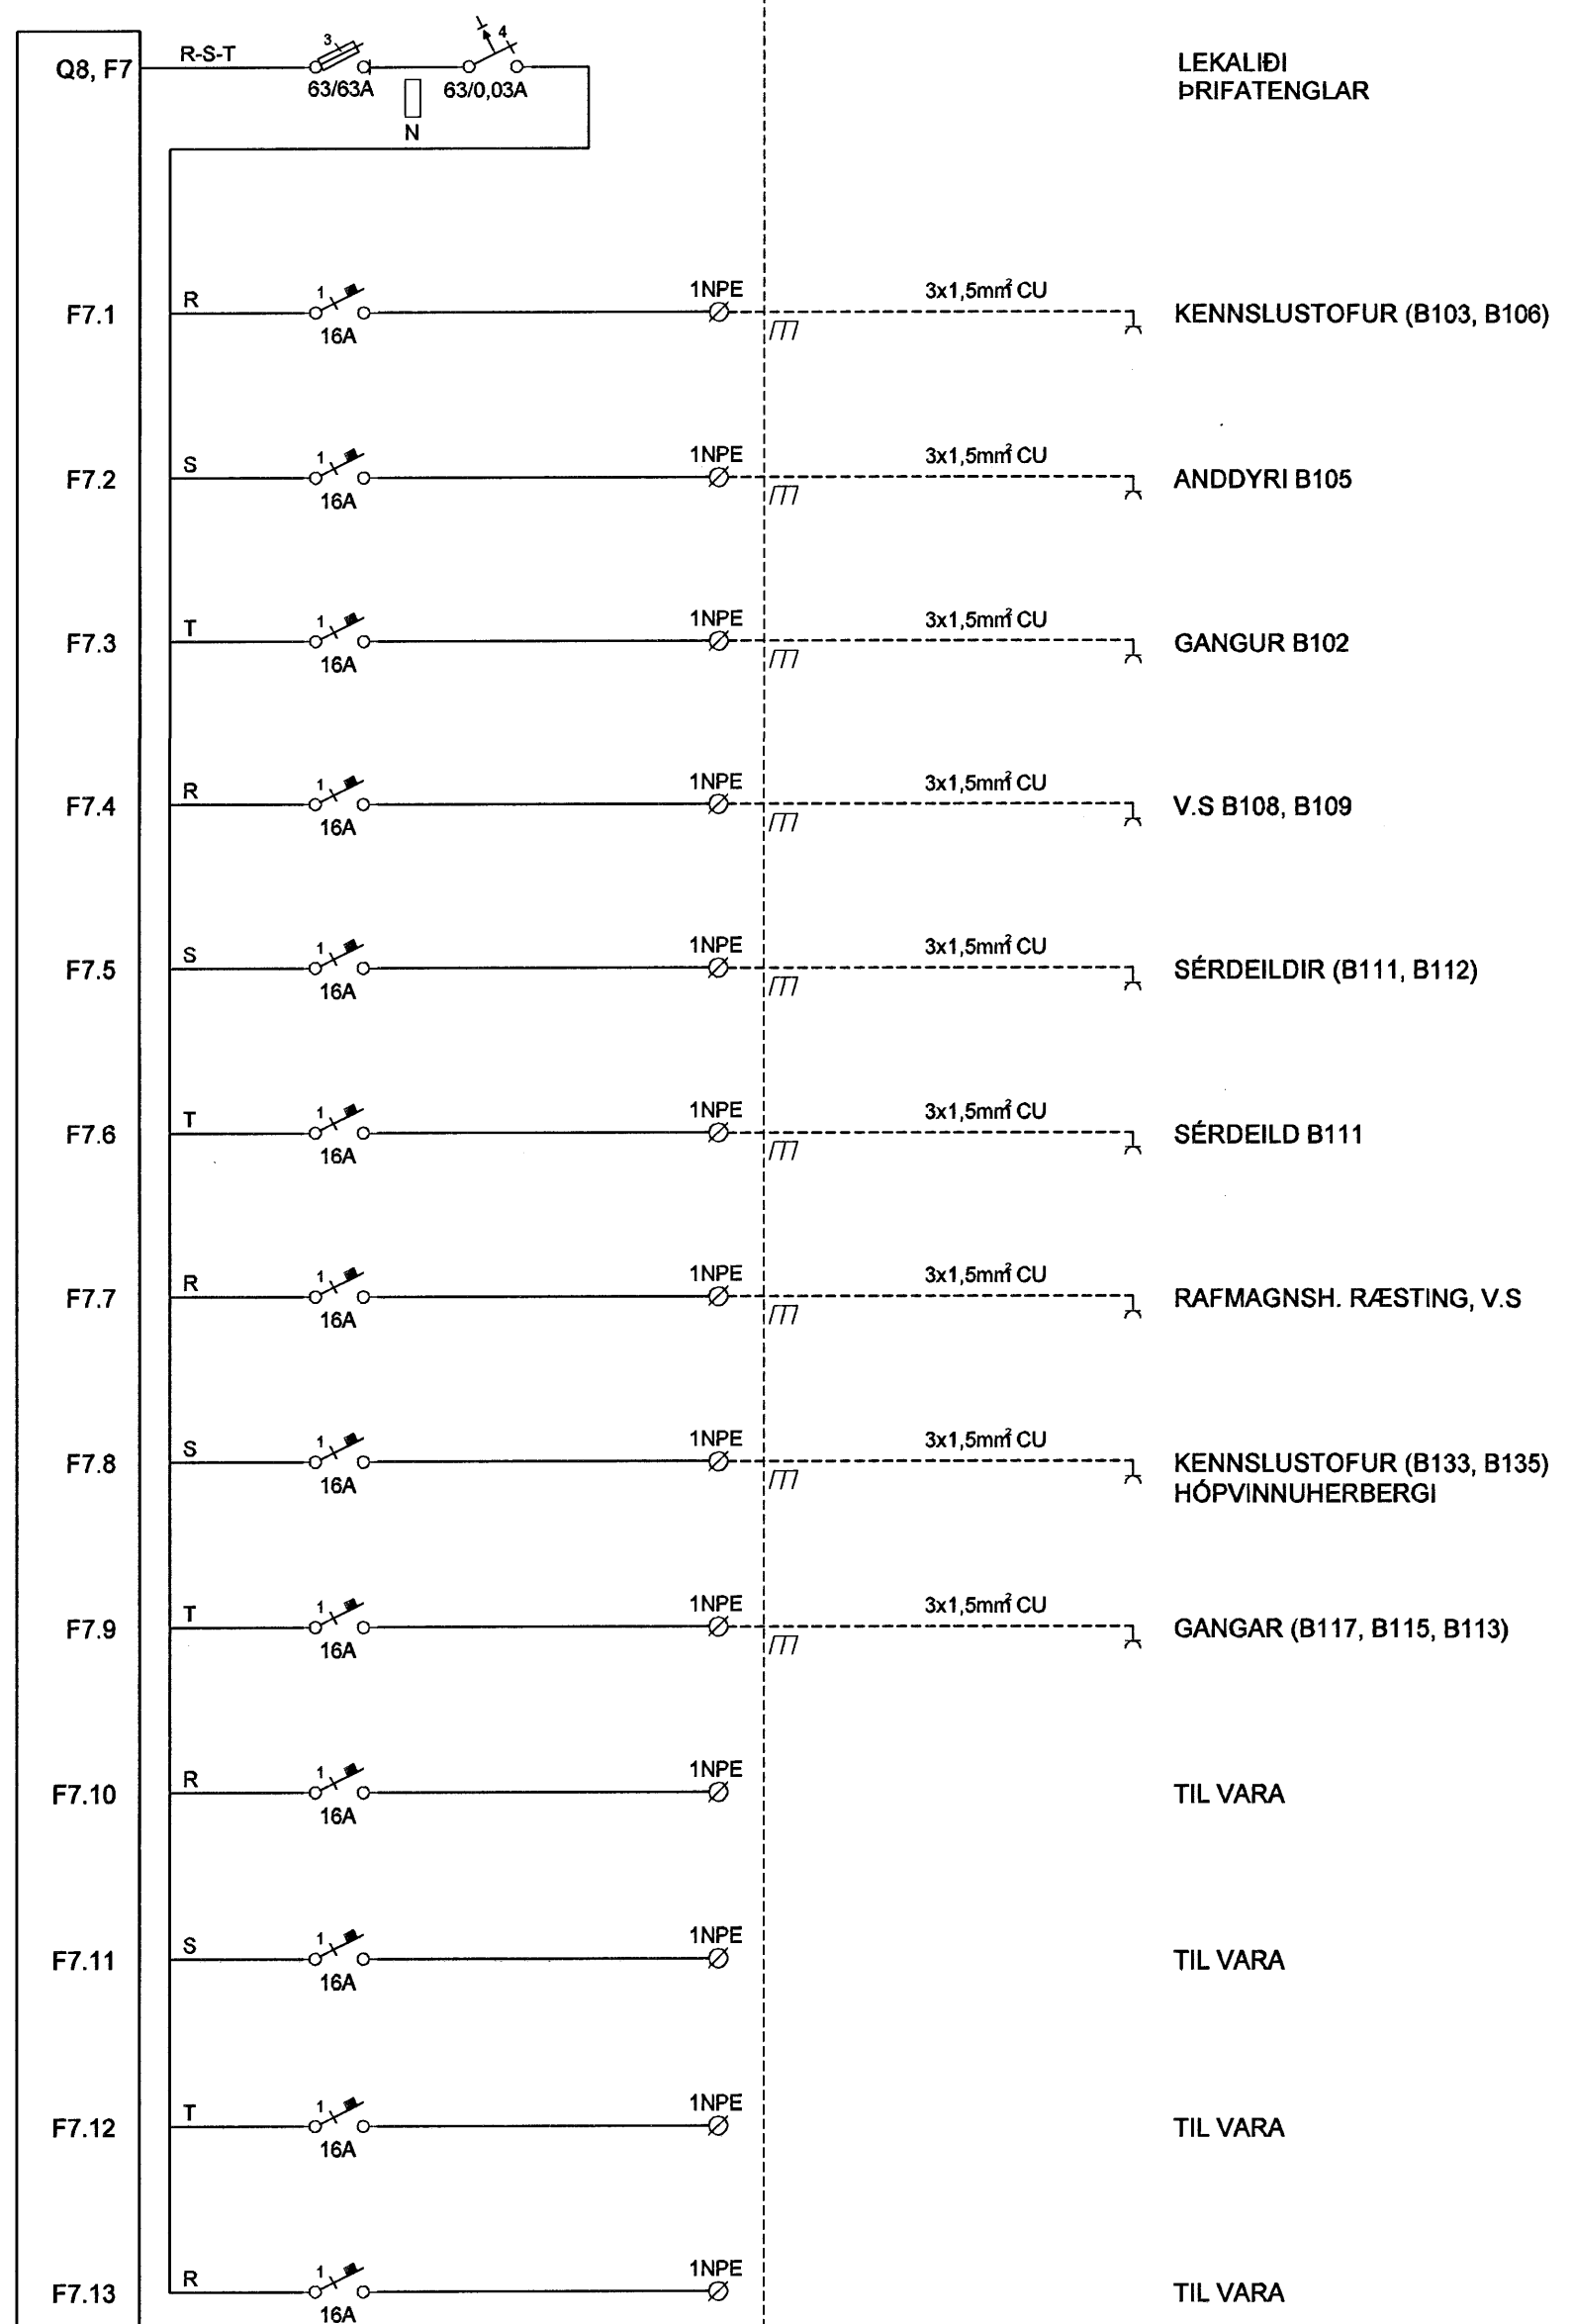 Q8, F7 R-S-T 3 63/63A N 4 63/0,03A LEKALIÐI
ÞRIFATENGLAR
F7.1 R 1 16A 1NPE 3x1,5mm² CU KENNSLUSTOFUR (B103, B106)
F7.2 S 1 16A 1NPE 3x1,5mm² CU ANDDYRI B105
F7.3 T 1 16A 1NPE 3x1,5mm² CU GANGUR B102
F7.4 R 1 16A 1NPE 3x1,5mm² CU V.S B108, B109
F7.5 S 1 16A 1NPE 3x1,5mm² CU SÉRDEILDIR (B111, B112)
F7.6 T 1 16A 1NPE 3x1,5mm² CU SÉRDEILD B111
F7.7 R 1 16A 1NPE 3x1,5mm² CU RAFMAGNSH. RÆSTING, V.S
F7.8 S 1 16A 1NPE 3x1,5mm² CU KENNSLUSTOFUR (B133, B135)
HÓPVINNUHERBERGI
F7.9 T 1 16A 1NPE 3x1,5mm² CU GANGAR (B117, B115, B113)
F7.10 R 1 16A 1NPE TIL VARA
F7.11 S 1 16A 1NPE TIL VARA
F7.12 T 1 16A 1NPE TIL VARA
F7.13 R 1 16A 1NPE TIL VARA